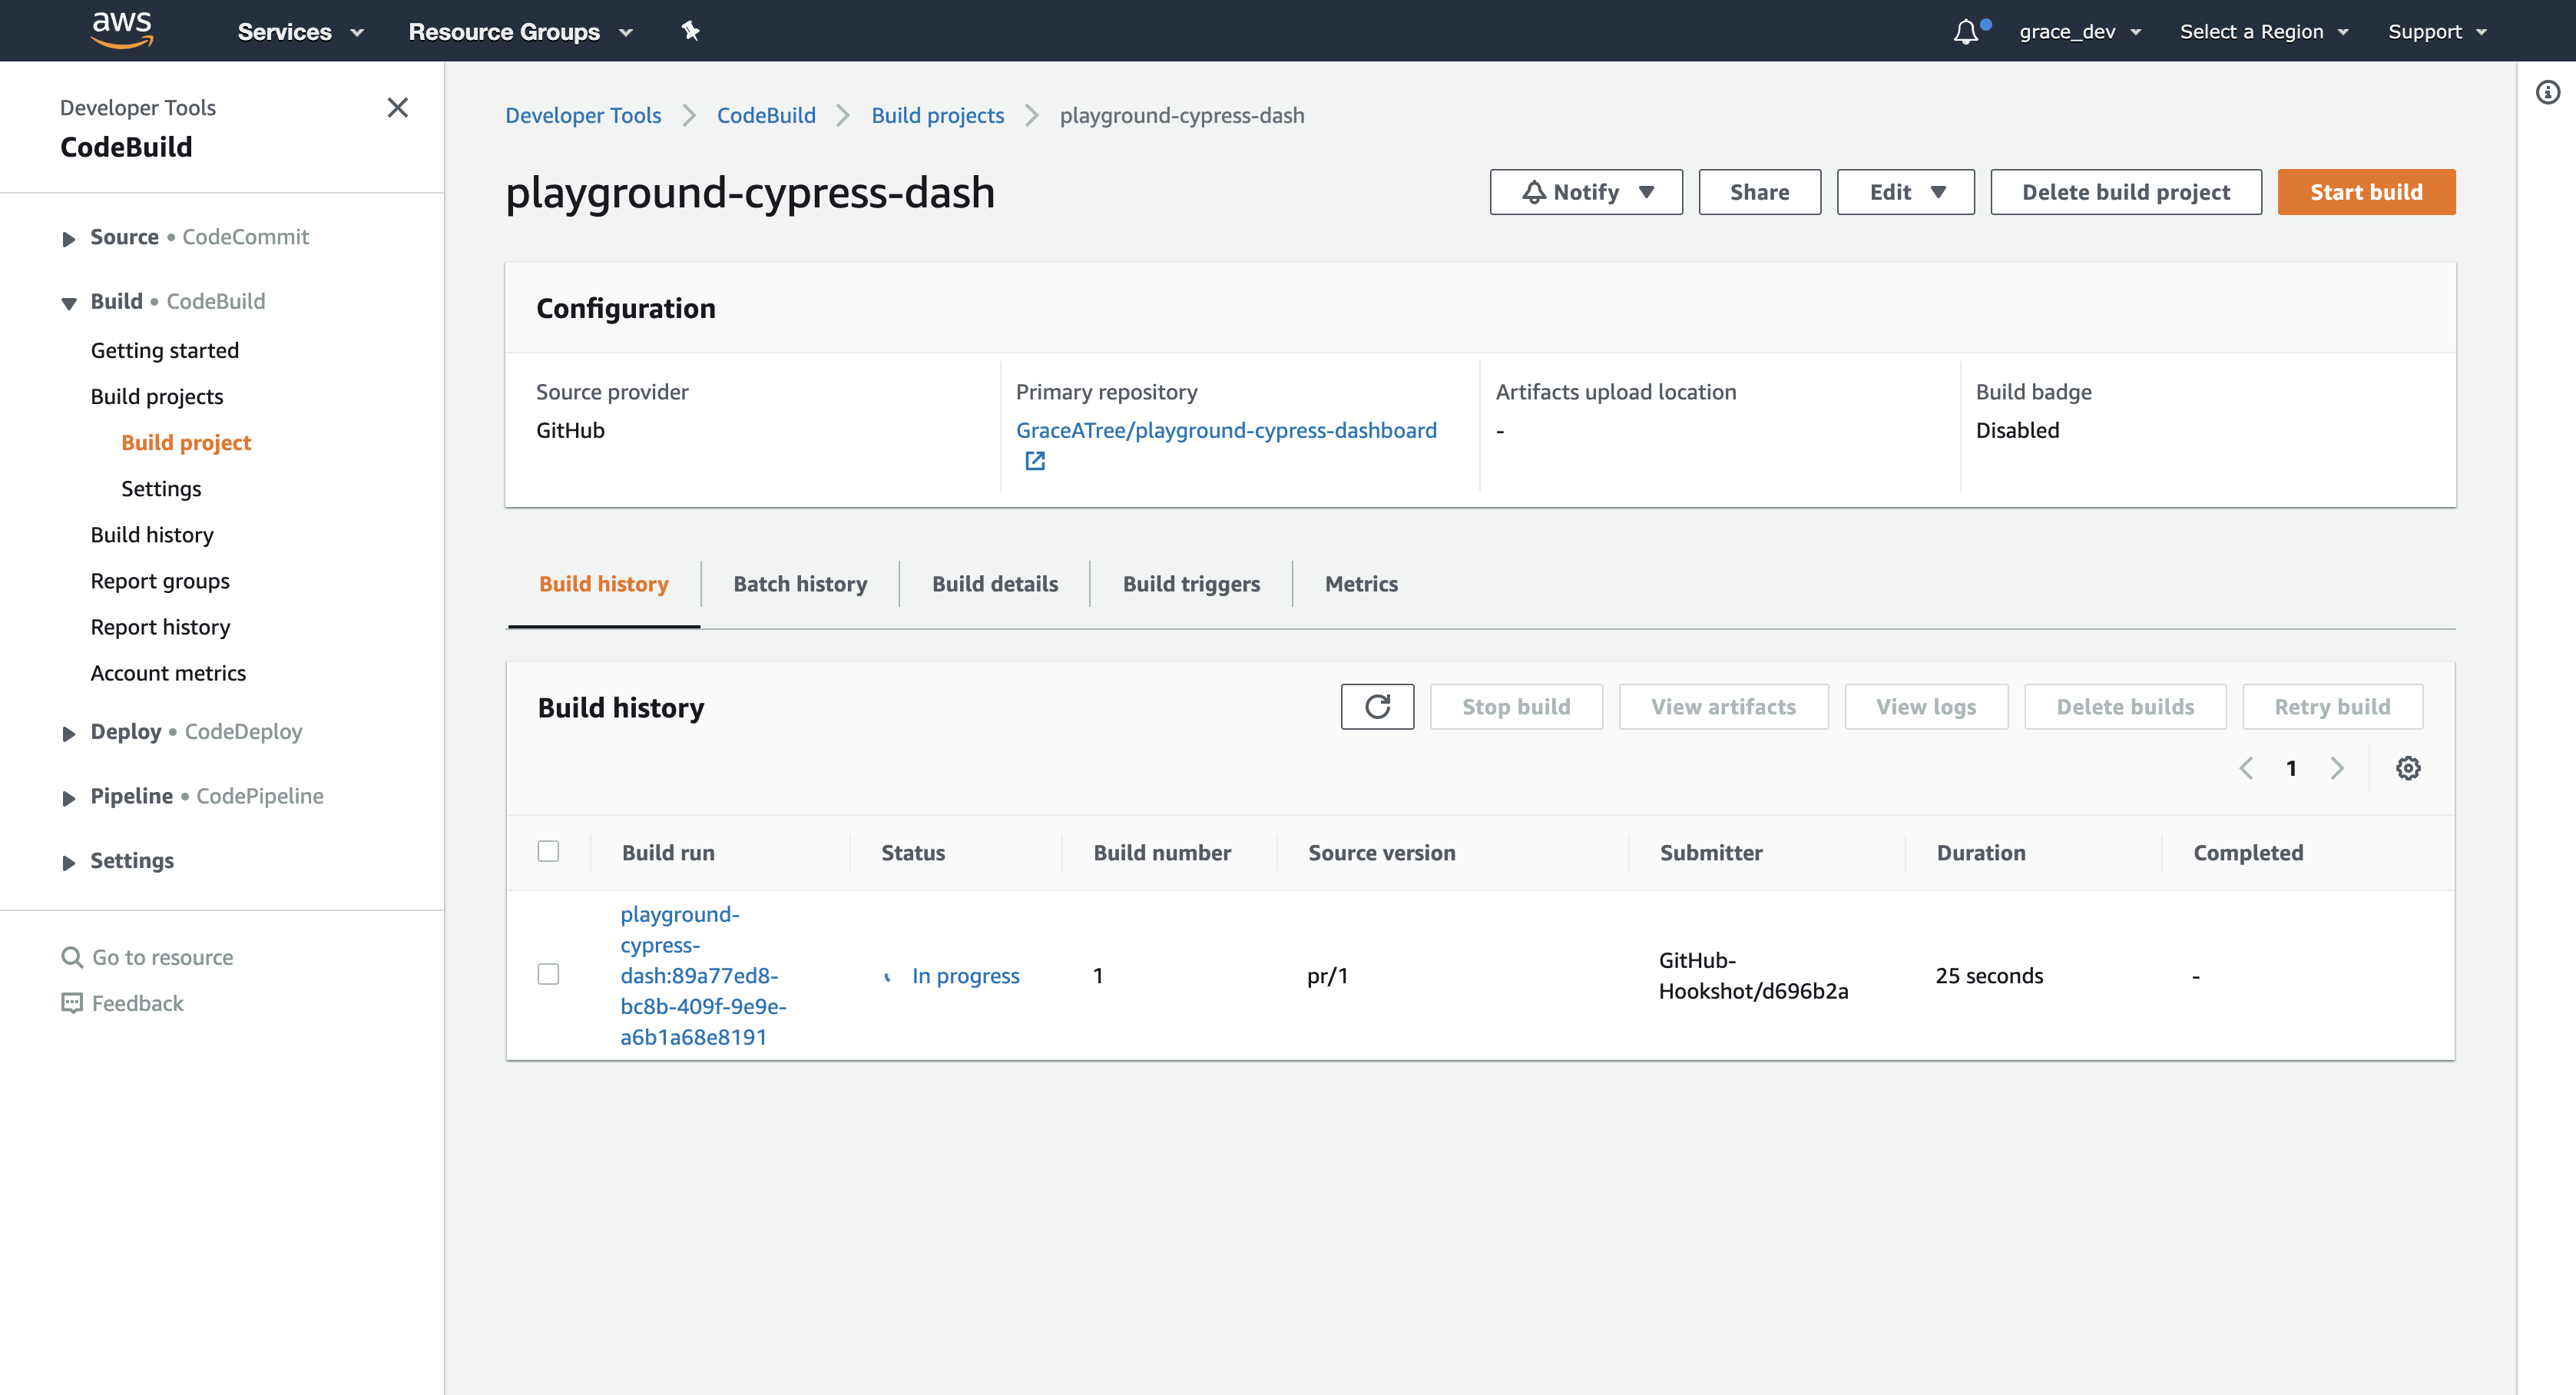 aws
Services
Resource Groups
grace_dev
Select a Region
Support
Developer Tools
CodeBuild
Source • CodeCommit
Build • CodeBuild
Getting started
Build projects
Build project
Settings
Build history
Report groups
Report history
Account metrics
Deploy • CodeDeploy
Pipeline • CodePipeline
Settings
Go to resource
Feedback
Developer Tools
CodeBuild
Build projects
playground-cypress-dash
playground-cypress-dash
Notify
Share
Edit
Delete build project
Start build
Configuration
Source provider
GitHub
Primary repository
GraceATree/playground-cypress-dashboard
Artifacts upload location
-
Build badge
Disabled
Build history
Batch history
Build details
Build triggers
Metrics
Build history
Stop build
View artifacts
View logs
Delete builds
Retry build
1
Build run
Status
Build number
Source version
Submitter
Duration
Completed
playground-
cypress-
dash:89a77ed8-
bc8b-409f-9e9e-
a6b1a68e8191
In progress
1
pr/1
GitHub-
Hookshot/d696b2a
25 seconds
-